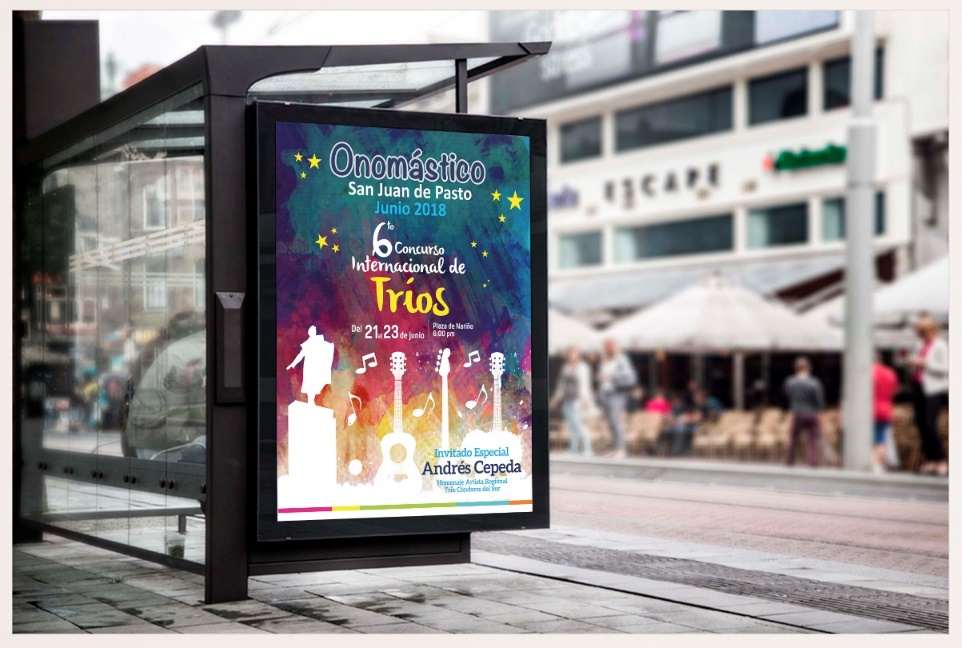 Onomástico
San Juan de Pasto
Junio 2018
6to Concurso
Internacional de
Tríos
Del 21 al 23 de junio
Plaza de Nariño
6:00 pm
Invitado Especial
Andrés Cepeda
Homenaje Artista Regional
Trío Cóndores del Sur
ESCAPE